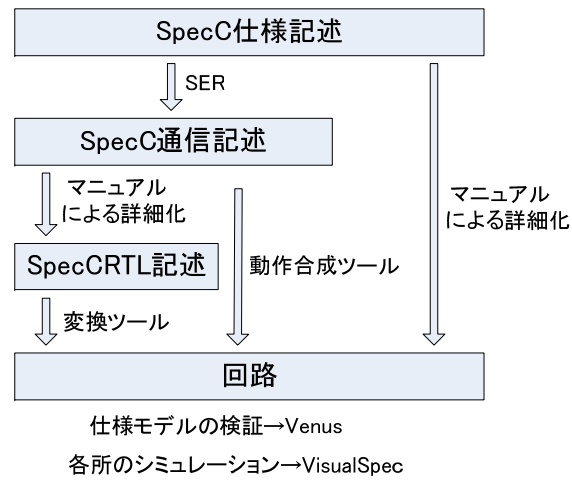 SpecC仕様記述
SER
SpecC通信記述
マニュアル
による詳細化
マニュアル
による詳細化
SpecCRTL記述
動作合成ツール
変換ツール
回路
仕様モデルの検証→Venus
各所のシミュレーション→VisualSpec